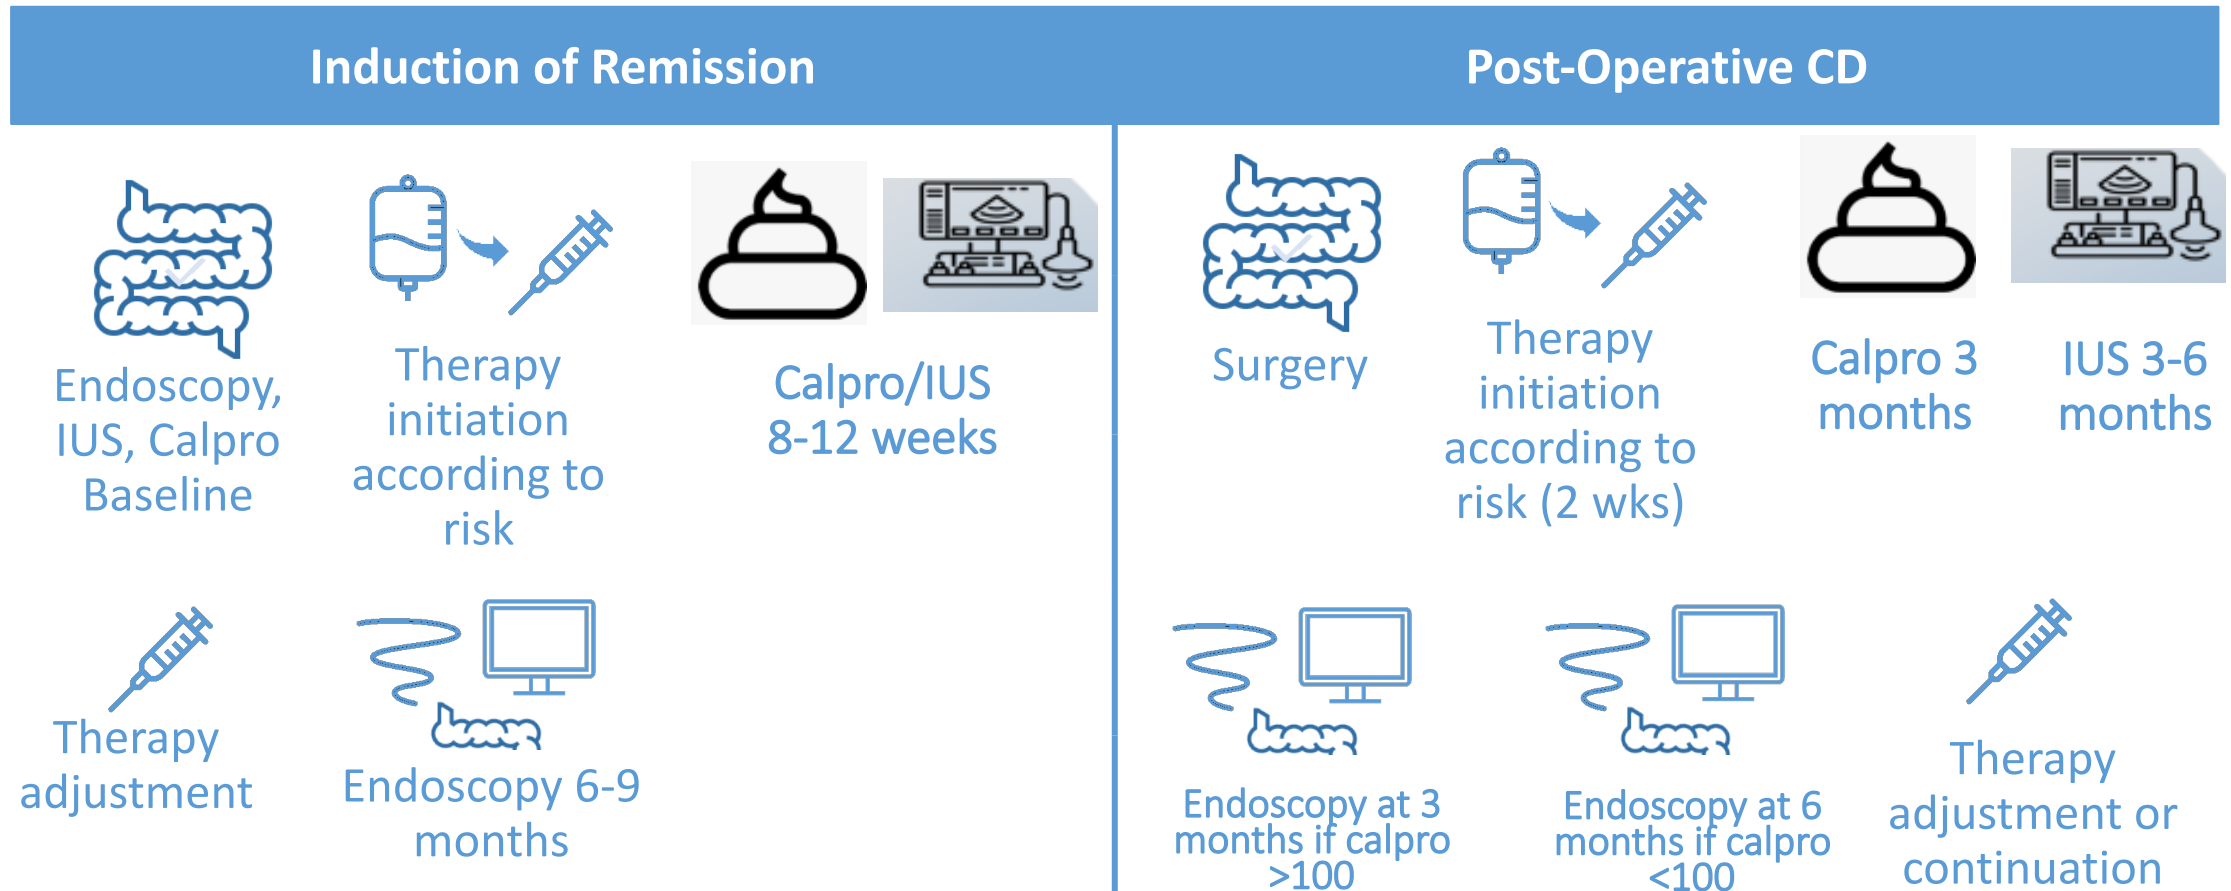 Induction of Remission
Post-Operative CD
Endoscopy,
IUS, Calpro
Baseline
Therapy
initiation
according to
risk
Calpro/IUS
8-12 weeks
Therapy
adjustment
Endoscopy 6-9
months
Surgery
Therapy
initiation
according to
risk (2 wks)
Calpro 3
months
IUS 3-6
months
Endoscopy at 3
months if calpro
>100
Endoscopy at 6
months if calpro
<100
Therapy
adjustment or
continuation